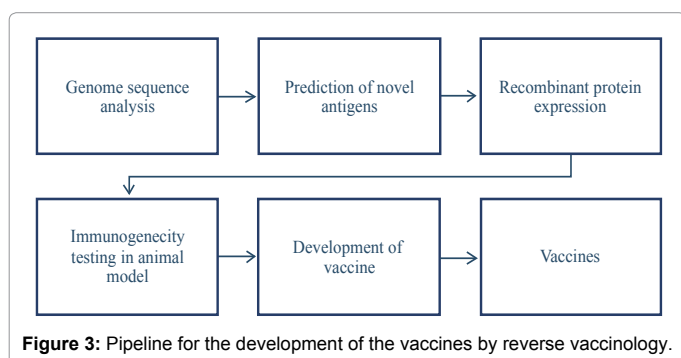 Genome sequence
analysis
Prediction of novel
antigens
Recombinant protein
expression
Immunogenecity
testing in animal
model
Development of
vaccine
Vaccines
Figure 3: Pipeline for the development of the vaccines by reverse vaccinology.